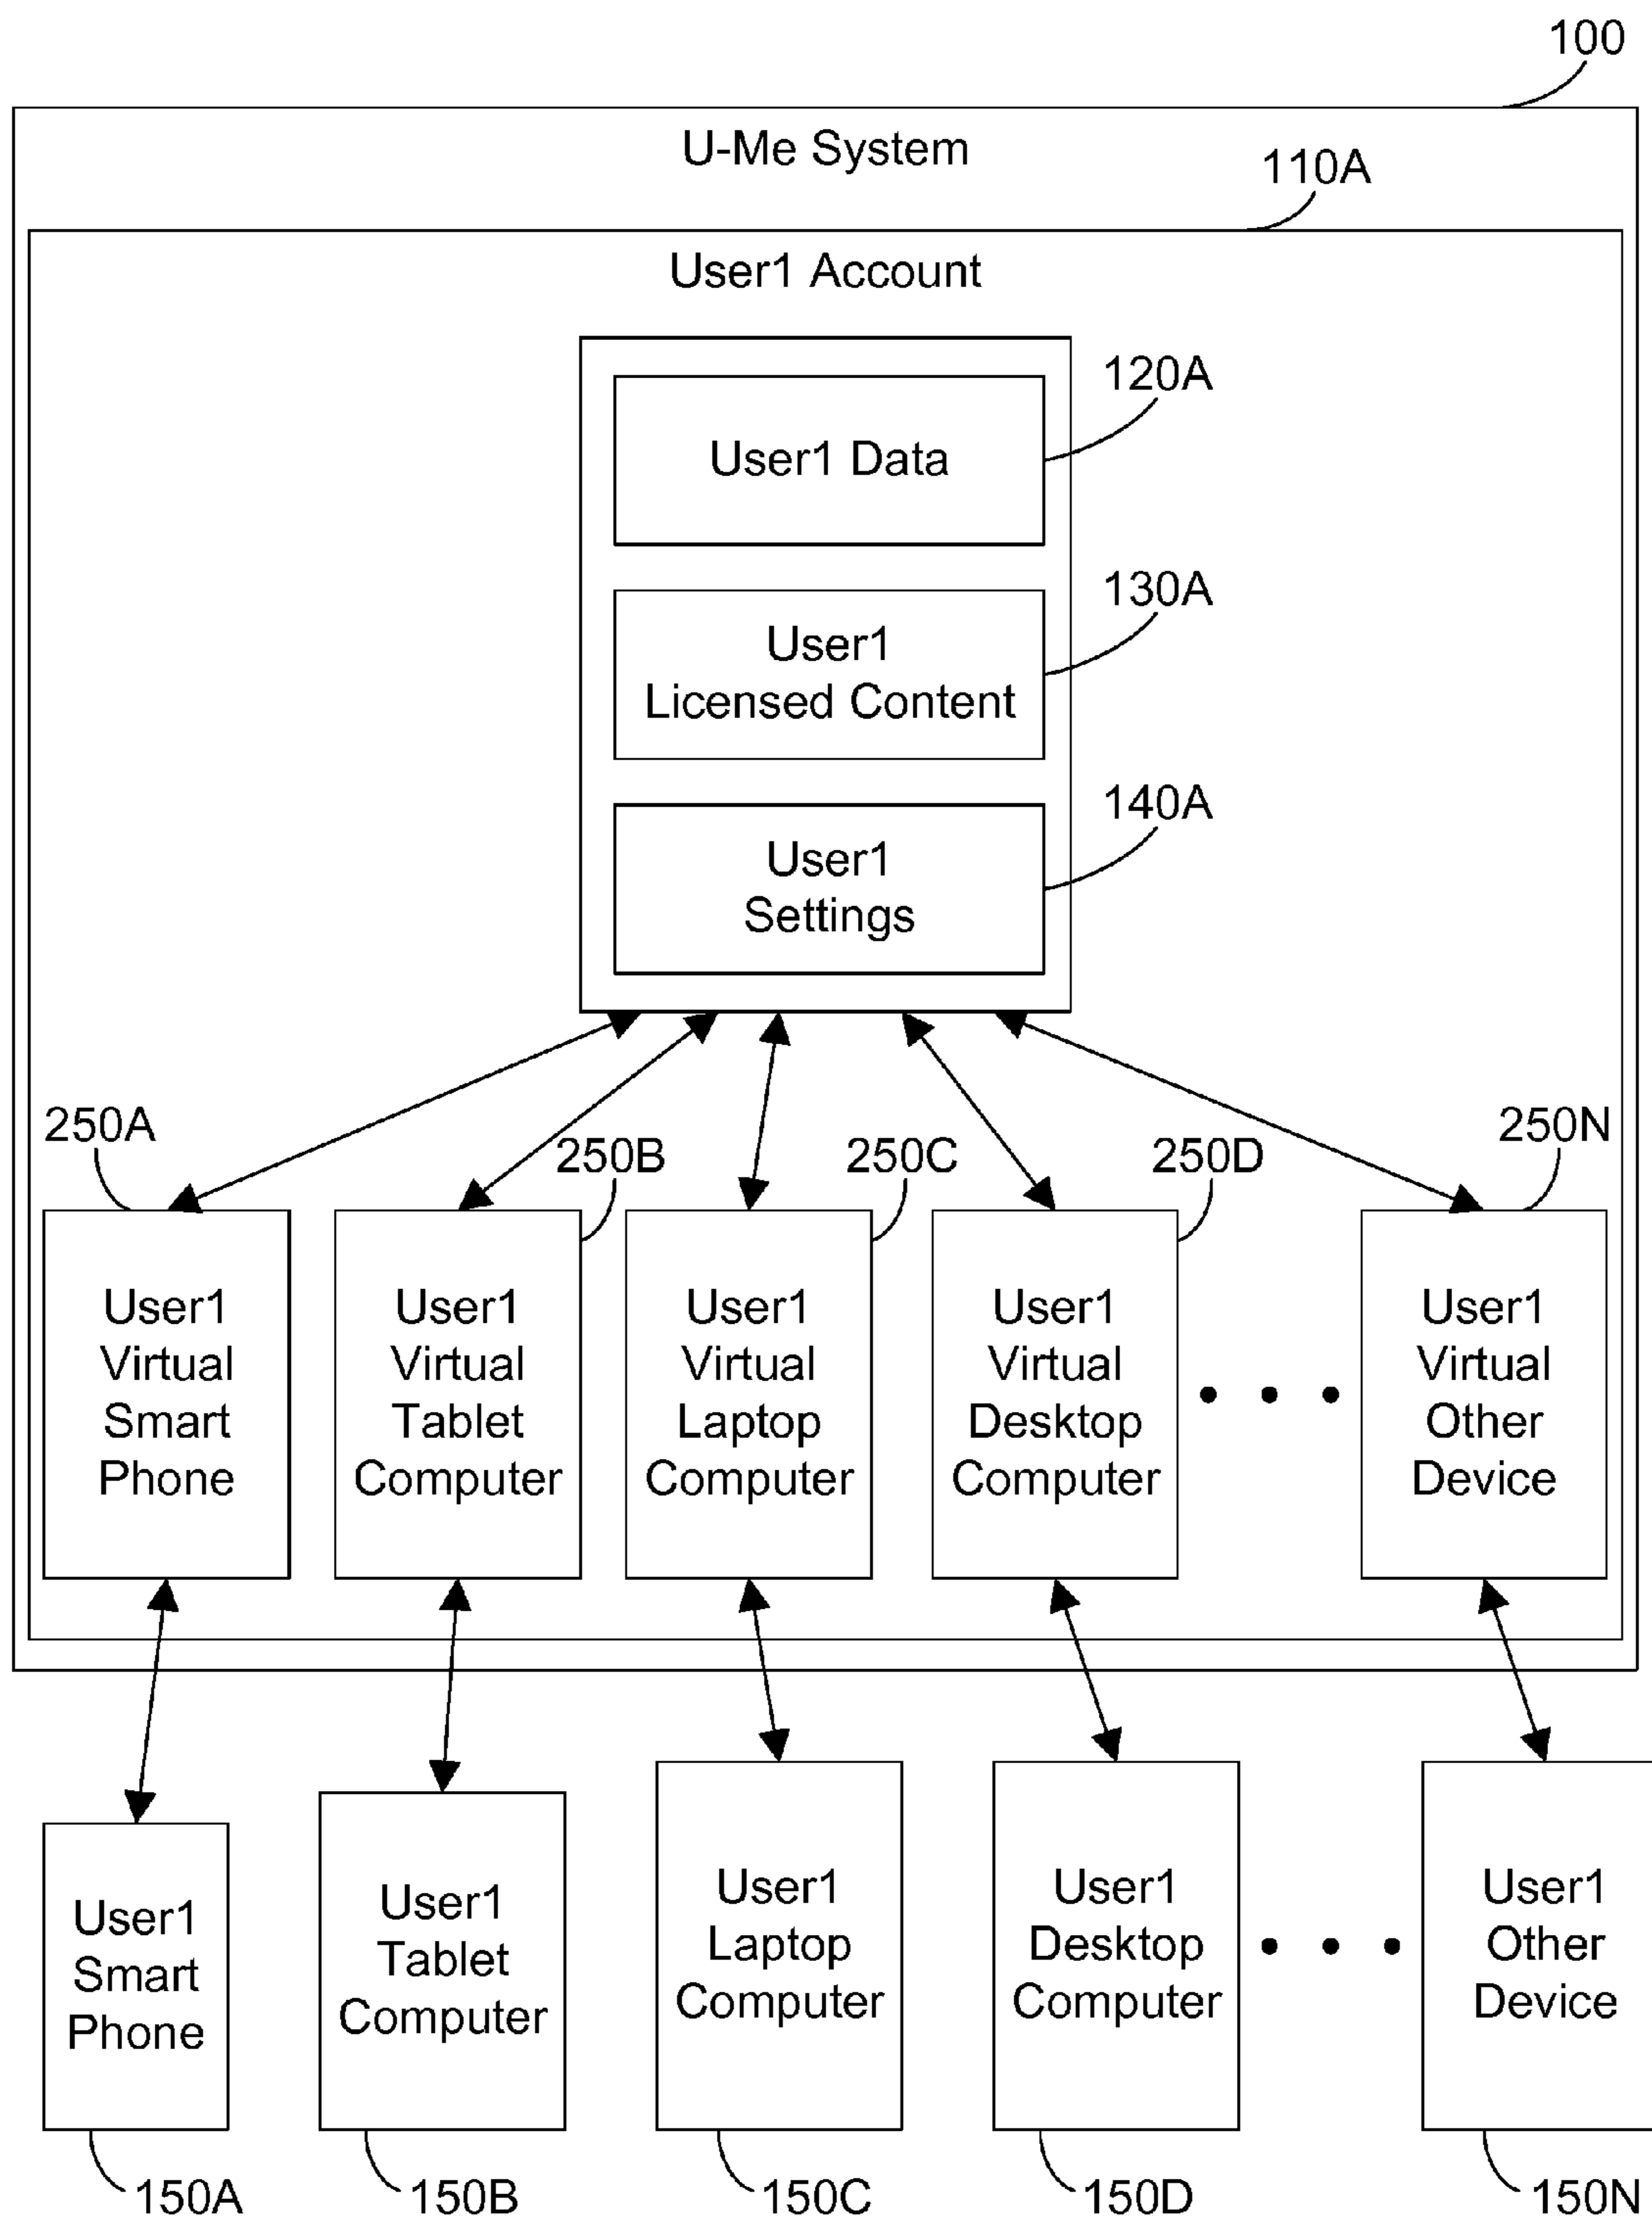 100
U-Me System
110A
User1 Account
120A
User1 Data
130A
User1
Licensed Content
140A
User1
Settings
250A
250B
250C
250D
250N
User1
Virtual
Smart
Phone
User1
Virtual
Tablet
Computer
User1
Virtual
Laptop
Computer
User1
Virtual
Desktop
Computer
User1
Virtual
Other
Device
User1
Smart
Phone
User1
Tablet
Computer
User1
Laptop
Computer
User1
Desktop
Computer
User1
Other
Device
150A
150B
150C
150D
150N